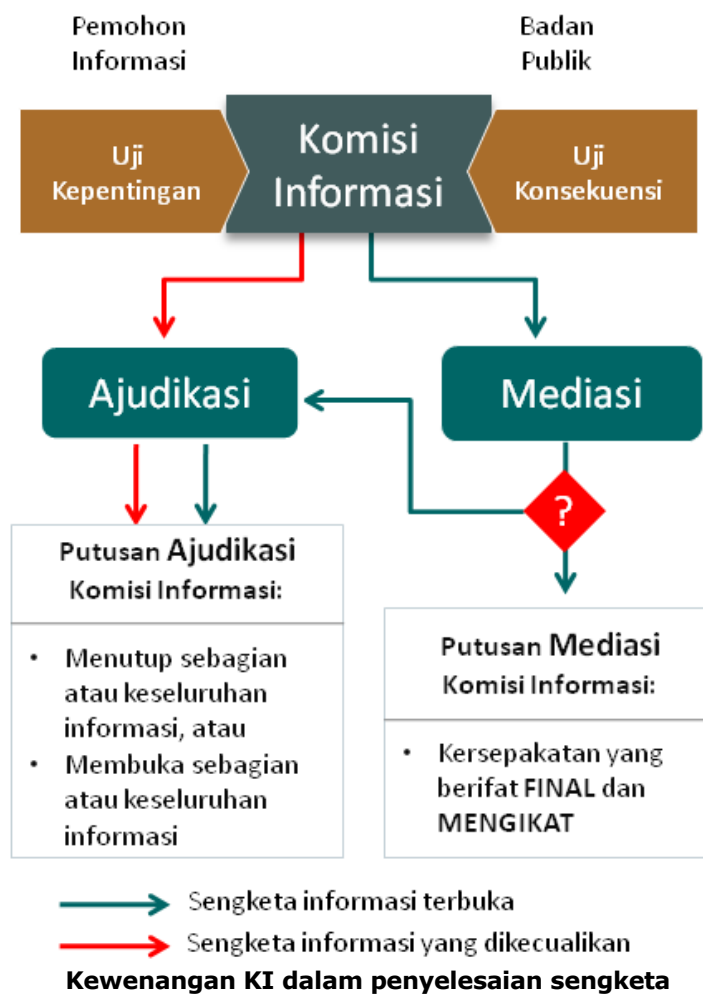 Pemohon
Informasi
Badan
Publik
Uji
Kepentingan
Komisi
Informasi
Uji
Konsekuensi
Ajudikasi
Mediasi
?
Putusan Ajudikasi
Komisi Informasi:
• Menutup sebagian
atau keseluruhan
informasi, atau
• Membuka sebagian
atau keseluruhan
informasi
Putusan Mediasi
Komisi Informasi:
• Kersepakatan yang
berifat FINAL dan
MENGIKAT
Sengketa informasi terbuka
Sengketa informasi yang dikecualikan
Kewenangan KI dalam penyelesaian sengketa